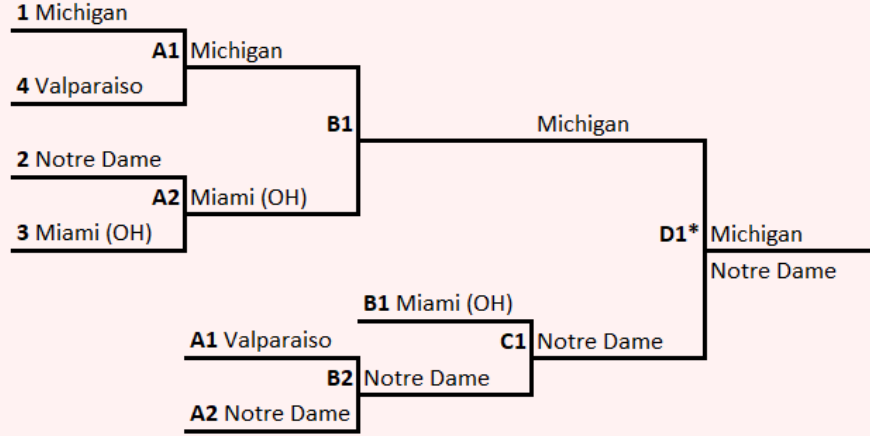 1 Michigan
A1 Michigan
4 Valparaiso
B1 Michigan
2 Notre Dame
A2 Miami (OH)
3 Miami (OH)
D1* Michigan
Notre Dame
B1 Miami (OH)
A1 Valparaiso
C1 Notre Dame
B2 Notre Dame
A2 Notre Dame